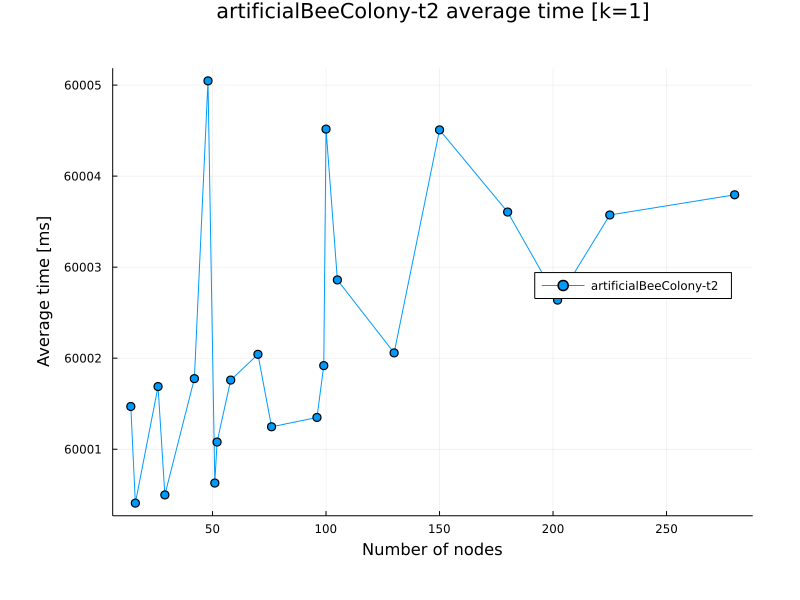 artificialBeeColony-t2 average time [k=1]
60005
60004
60003
60002
60001
Average time [ms]
artificialBeeColony-t2
50
100
150
200
250
Number of nodes